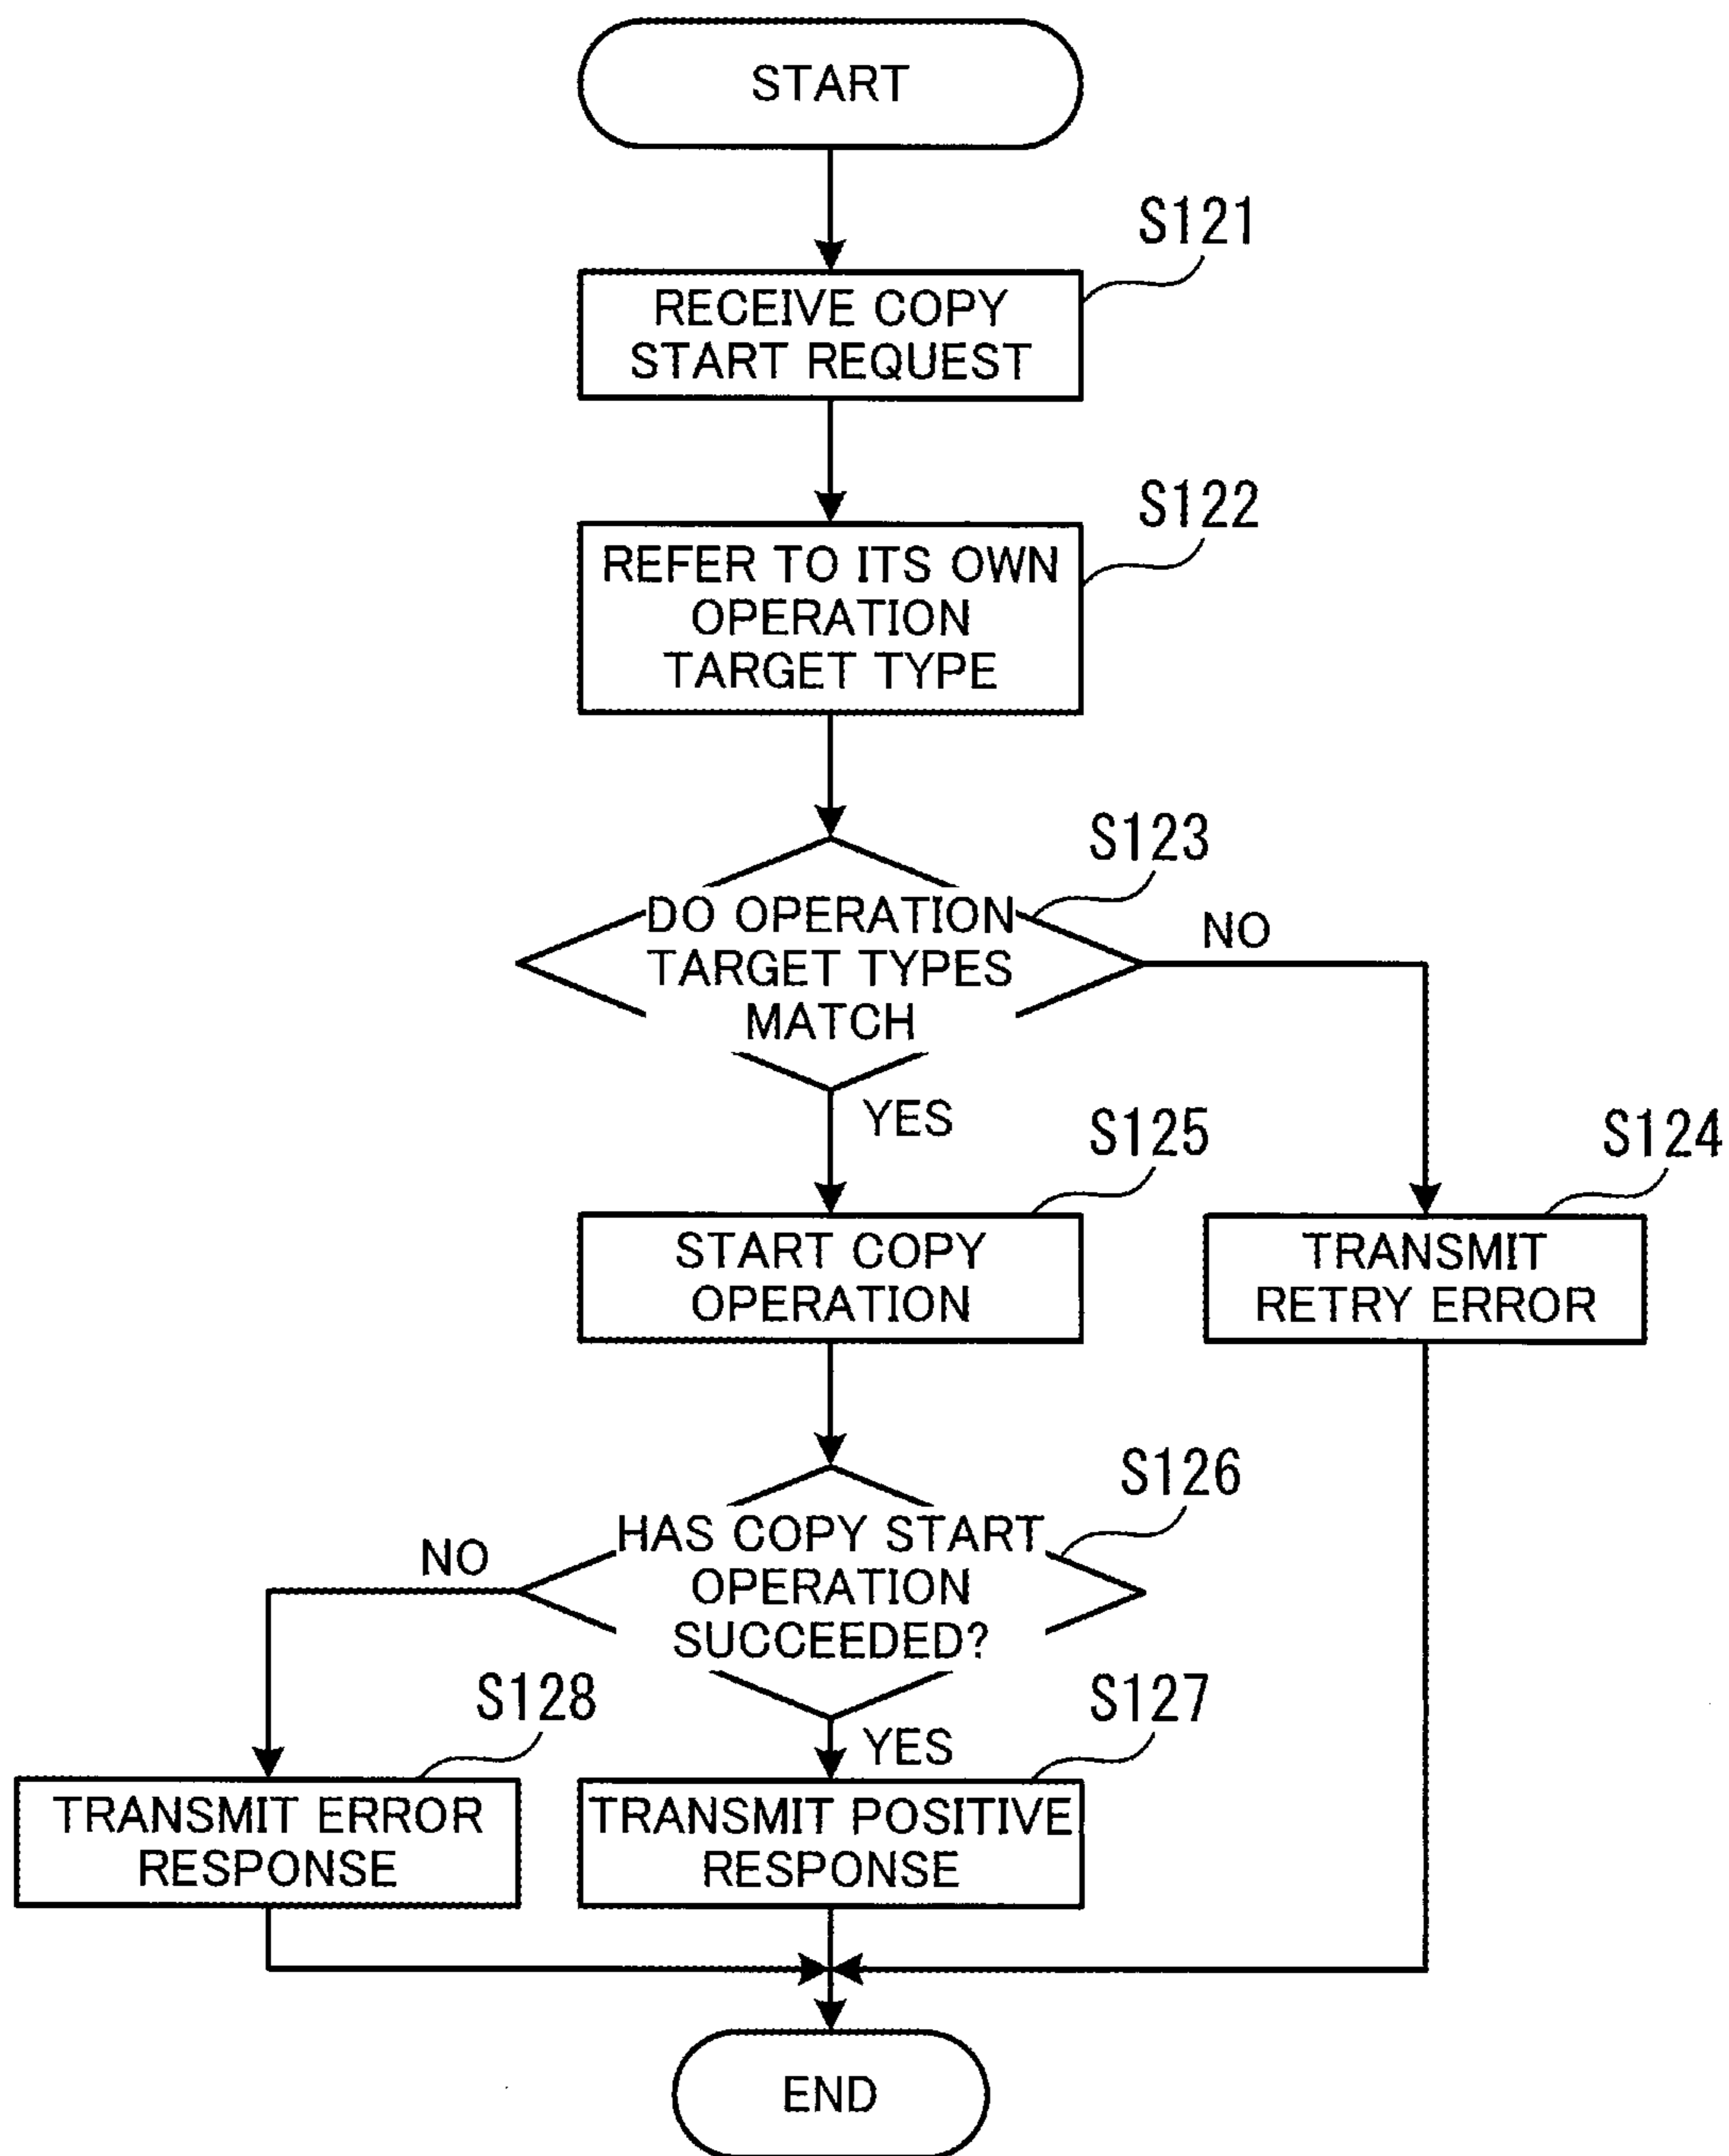 START
S121
RECEIVE COPY
START REQUEST
S122
REFER TO ITS OWN
OPERATION
TARGET TYPE
S123
DO OPERATION
TARGET TYPES
MATCH
NO
YES
S125
S124
START COPY
OPERATION
TRANSMIT
RETRY ERROR
S126
HAS COPY START
OPERATION
SUCCEEDED?
NO
S128
YES
S127
TRANSMIT ERROR
RESPONSE
TRANSMIT POSITIVE
RESPONSE
END